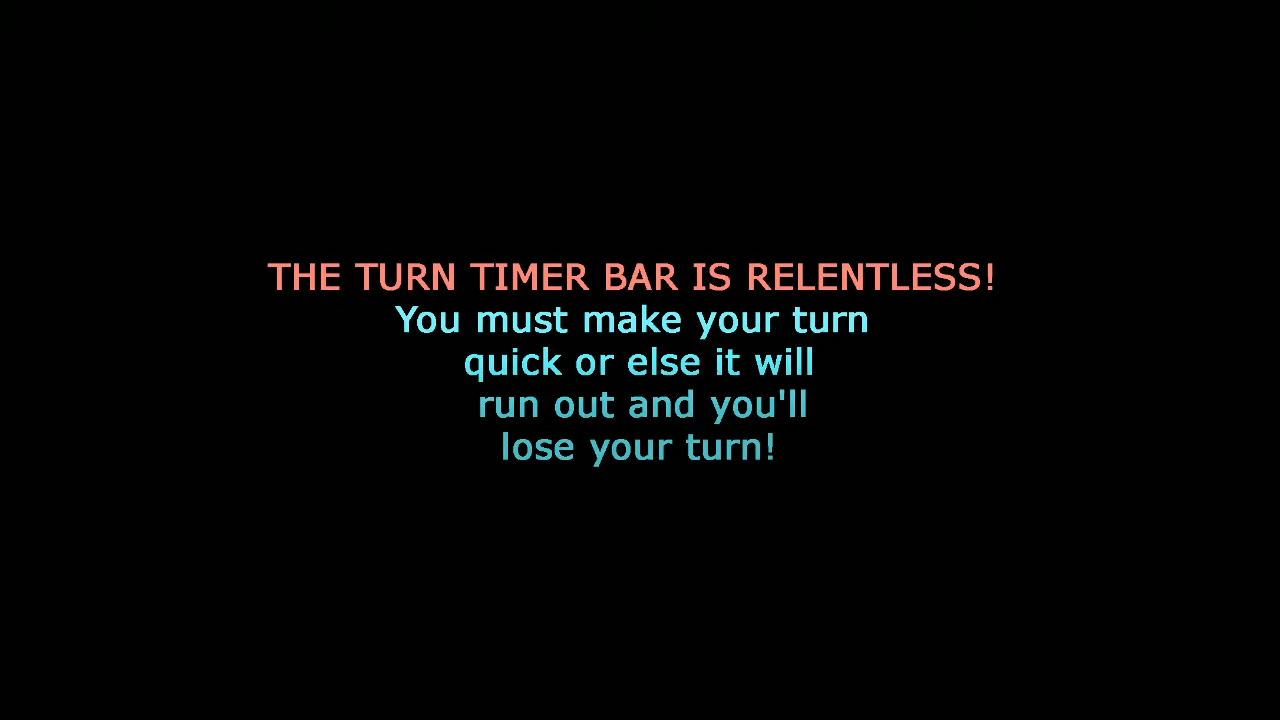 THE TURN TIMER BAR IS RELENTLESS!
You must make your turn
quick or else it will
run out and you'll
lose your turn!